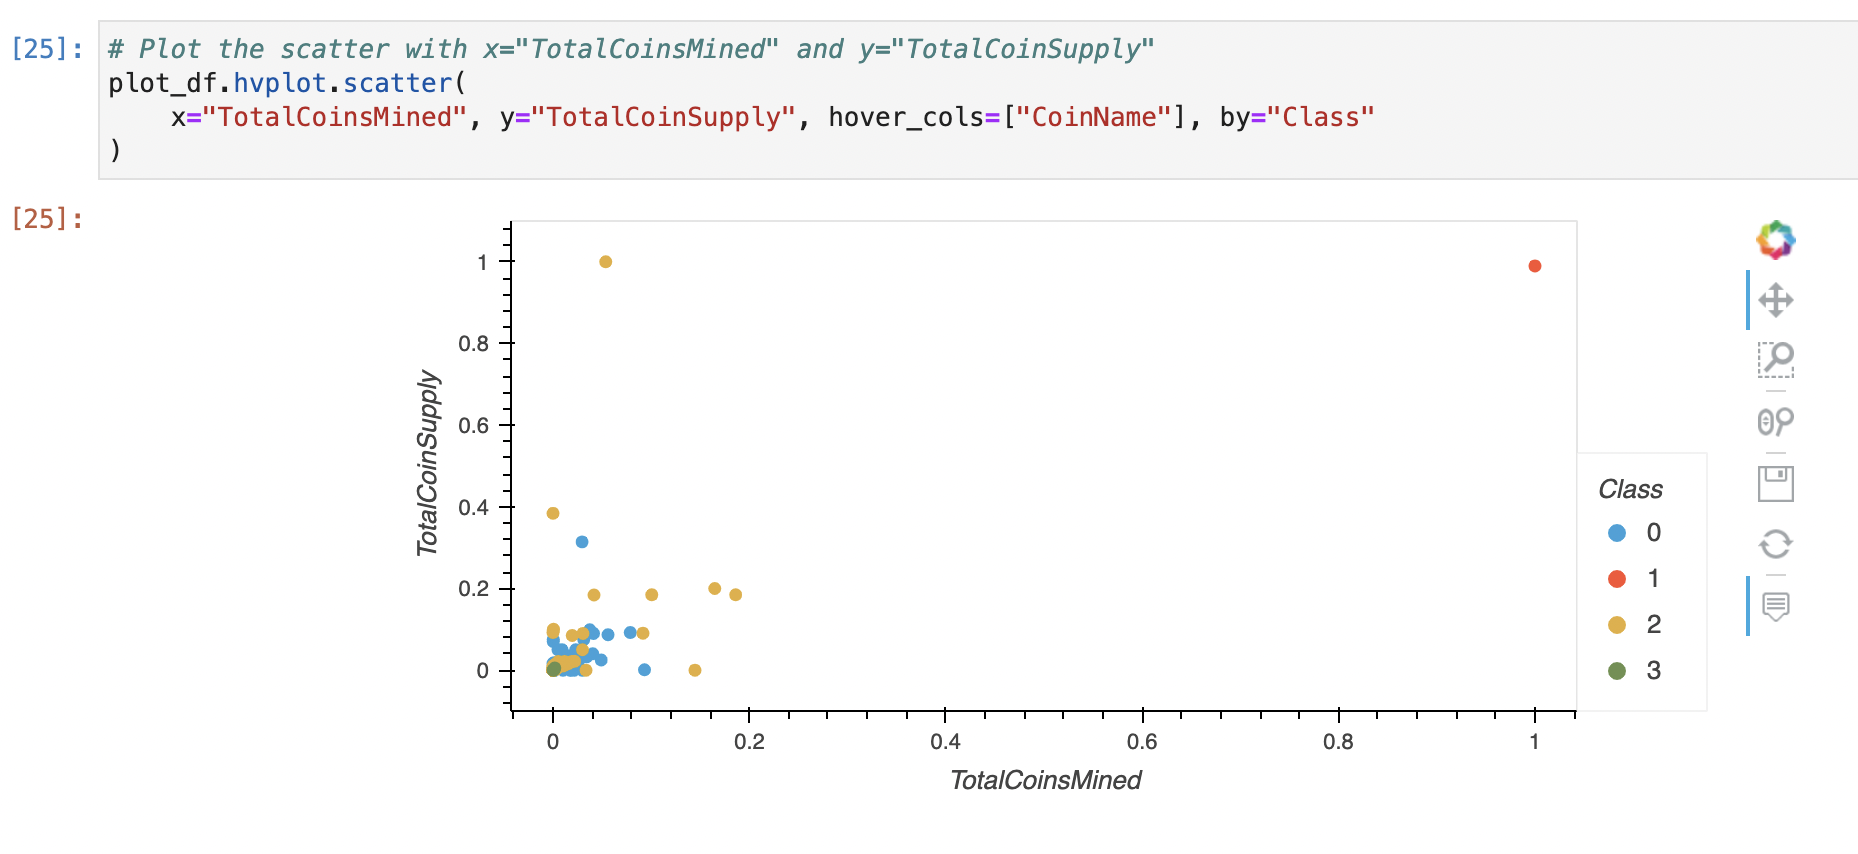 [25]: # Plot the scatter with x="TotalCoinsMined" and y="TotalCoinSupply"
plot_df.hvplot.scatter(
    x="TotalCoinsMined", y="TotalCoinSupply", hover_cols=["CoinName"], by="Class"
)
[25]:
TotalCoinSupply
1
0.8
0.6
0.4
0.2
0
0 0.2 0.4 0.6 0.8 1
TotalCoinsMined
Class
0
1
2
3